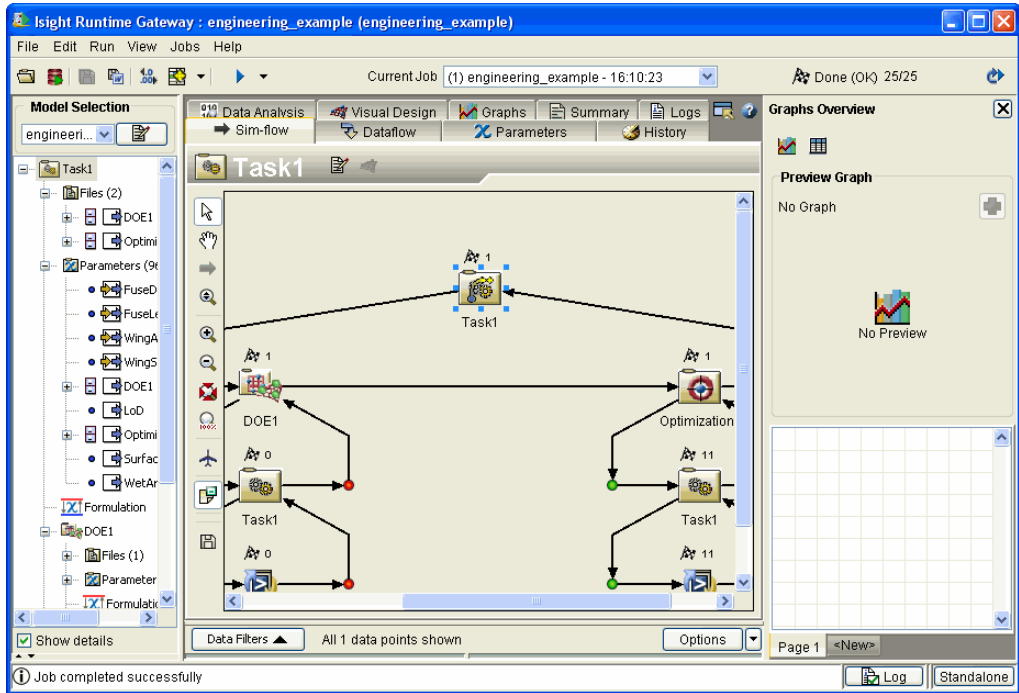 Isight Runtime Gateway : engineering_example (engineering_example)
File Edit Run View Jobs Help
Current Job (1) engineering_example - 16:10:23 Done (OK) 25/25
Model Selection
engineeri...
Task1
Files (2)
DOE1
Optimi
Parameters (96
FuseD
FuseLe
WingA
WingS
DOE1
LoD
Optimi
Surfac
WetAr
Formulation
DOE1
Files (1)
Parameter
Formulatic
Show details
Data Analysis Visual Design Graphs Summary Logs
Sim-flow Dataflow Parameters History
Task1
1
Task1
1
DOE1
1
Optimization
0
Task1
11
Task1
0
11
Data Filters All 1 data points shown Options
Graphs Overview
Preview Graph
No Graph
No Preview
Page 1 <New>
Job completed successfully
Log Standalone